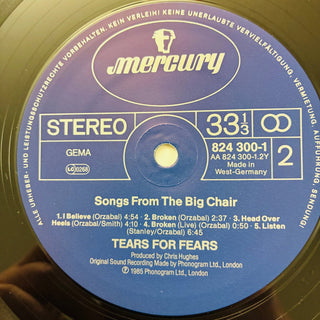 ALLE URHEBER- UND LEISTUNGSSCHUTZRECHTE VORBEHALTEN. KEIN VERLEIH! KEINE UNERLAUBTE VERVIELFÄLTIGUNG, VERMIETUNG, AUFFÜHRUNG, SENDUNG!
mercury
STEREO 33 1/3
GEMA 824 300-1
AA 824 300-1.2Y
LC 0268 Made in
West-Germany 2
Songs From The Big Chair
1. I Believe (Orzabal) 4:54 · 2. Broken (Orzabal) 2:37 · 3. Head Over
Heels (Orzabal/Smith) 4:10 · 4. Broken (Live) (Orzabal) 0:50 · 5. Listen
(Stanley/Orzabal) 6:45
TEARS FOR FEARS
Produced by Chris Hughes
Original Sound Recording Made by Phonogram Ltd., London
Ⓟ 1985 Phonogram Ltd., London